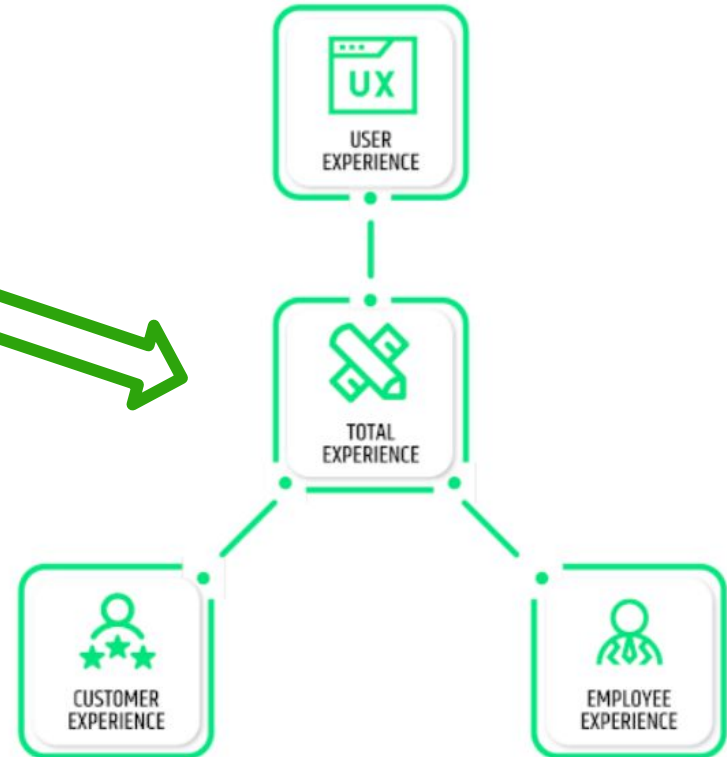 UX
USER
EXPERIENCE
TOTAL
EXPERIENCE
CUSTOMER
EXPERIENCE
EMPLOYEE
EXPERIENCE